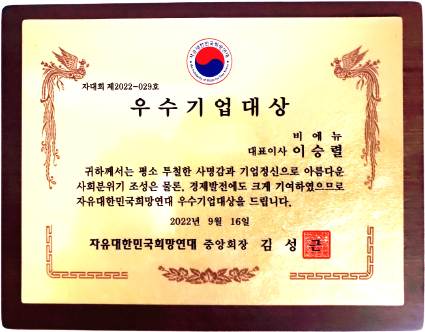 자대회 제2022-029호
우수기업대상
비에뉴
대표이사 이승렬
귀하께서는 평소 투철한 사명감과 기업정신으로 아름다운
사회분위기 조성은 물론, 경제발전에도 크게 기여하였으므로
자유대한민국희망연대 우수기업대상을 드립니다.
2022년 9월 16일
자유대한민국희망연대 중앙회장 김성근